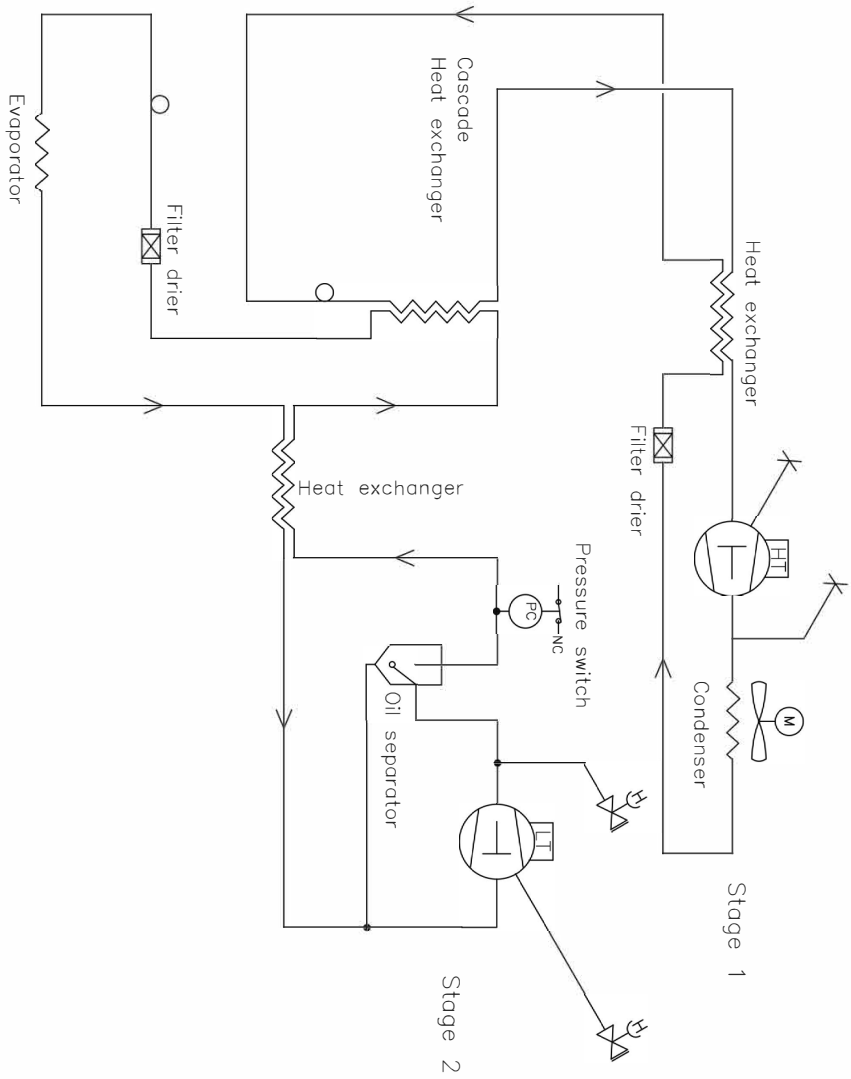 Stage 1
Stage 2
M
Condenser
HT
Heat exchanger
Filter drier
LT
Oil separator
Pressure switch
PC
NC
H
H
Heat exchanger
Cascade
Heat exchanger
Filter drier
Evaporator